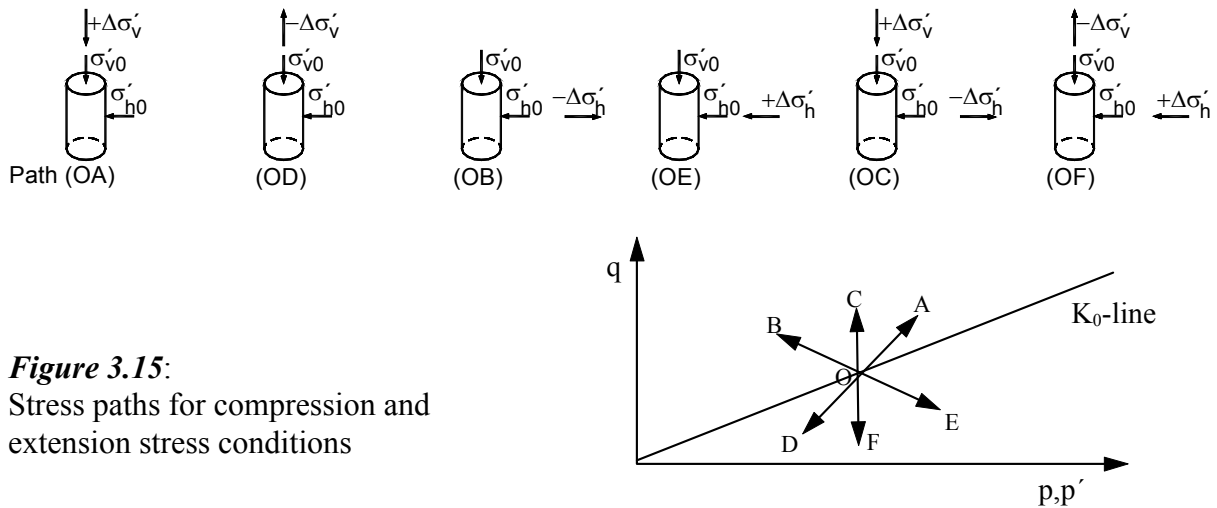 +Δσ′v −Δσ′v +Δσ′v −Δσ′v
σ′v0 σ′v0 σ′v0 σ′v0 σ′v0 σ′v0
σ′h0 σ′h0 σ′h0 −Δσ′h σ′h0 +Δσ′h σ′h0 −Δσ′h σ′h0 +Δσ′h
Path (OA) (OD) (OB) (OE) (OC) (OF)
q
C A
K₀-line
B
O
E
D F
p,p′
Figure 3.15:
Stress paths for compression and
extension stress conditions